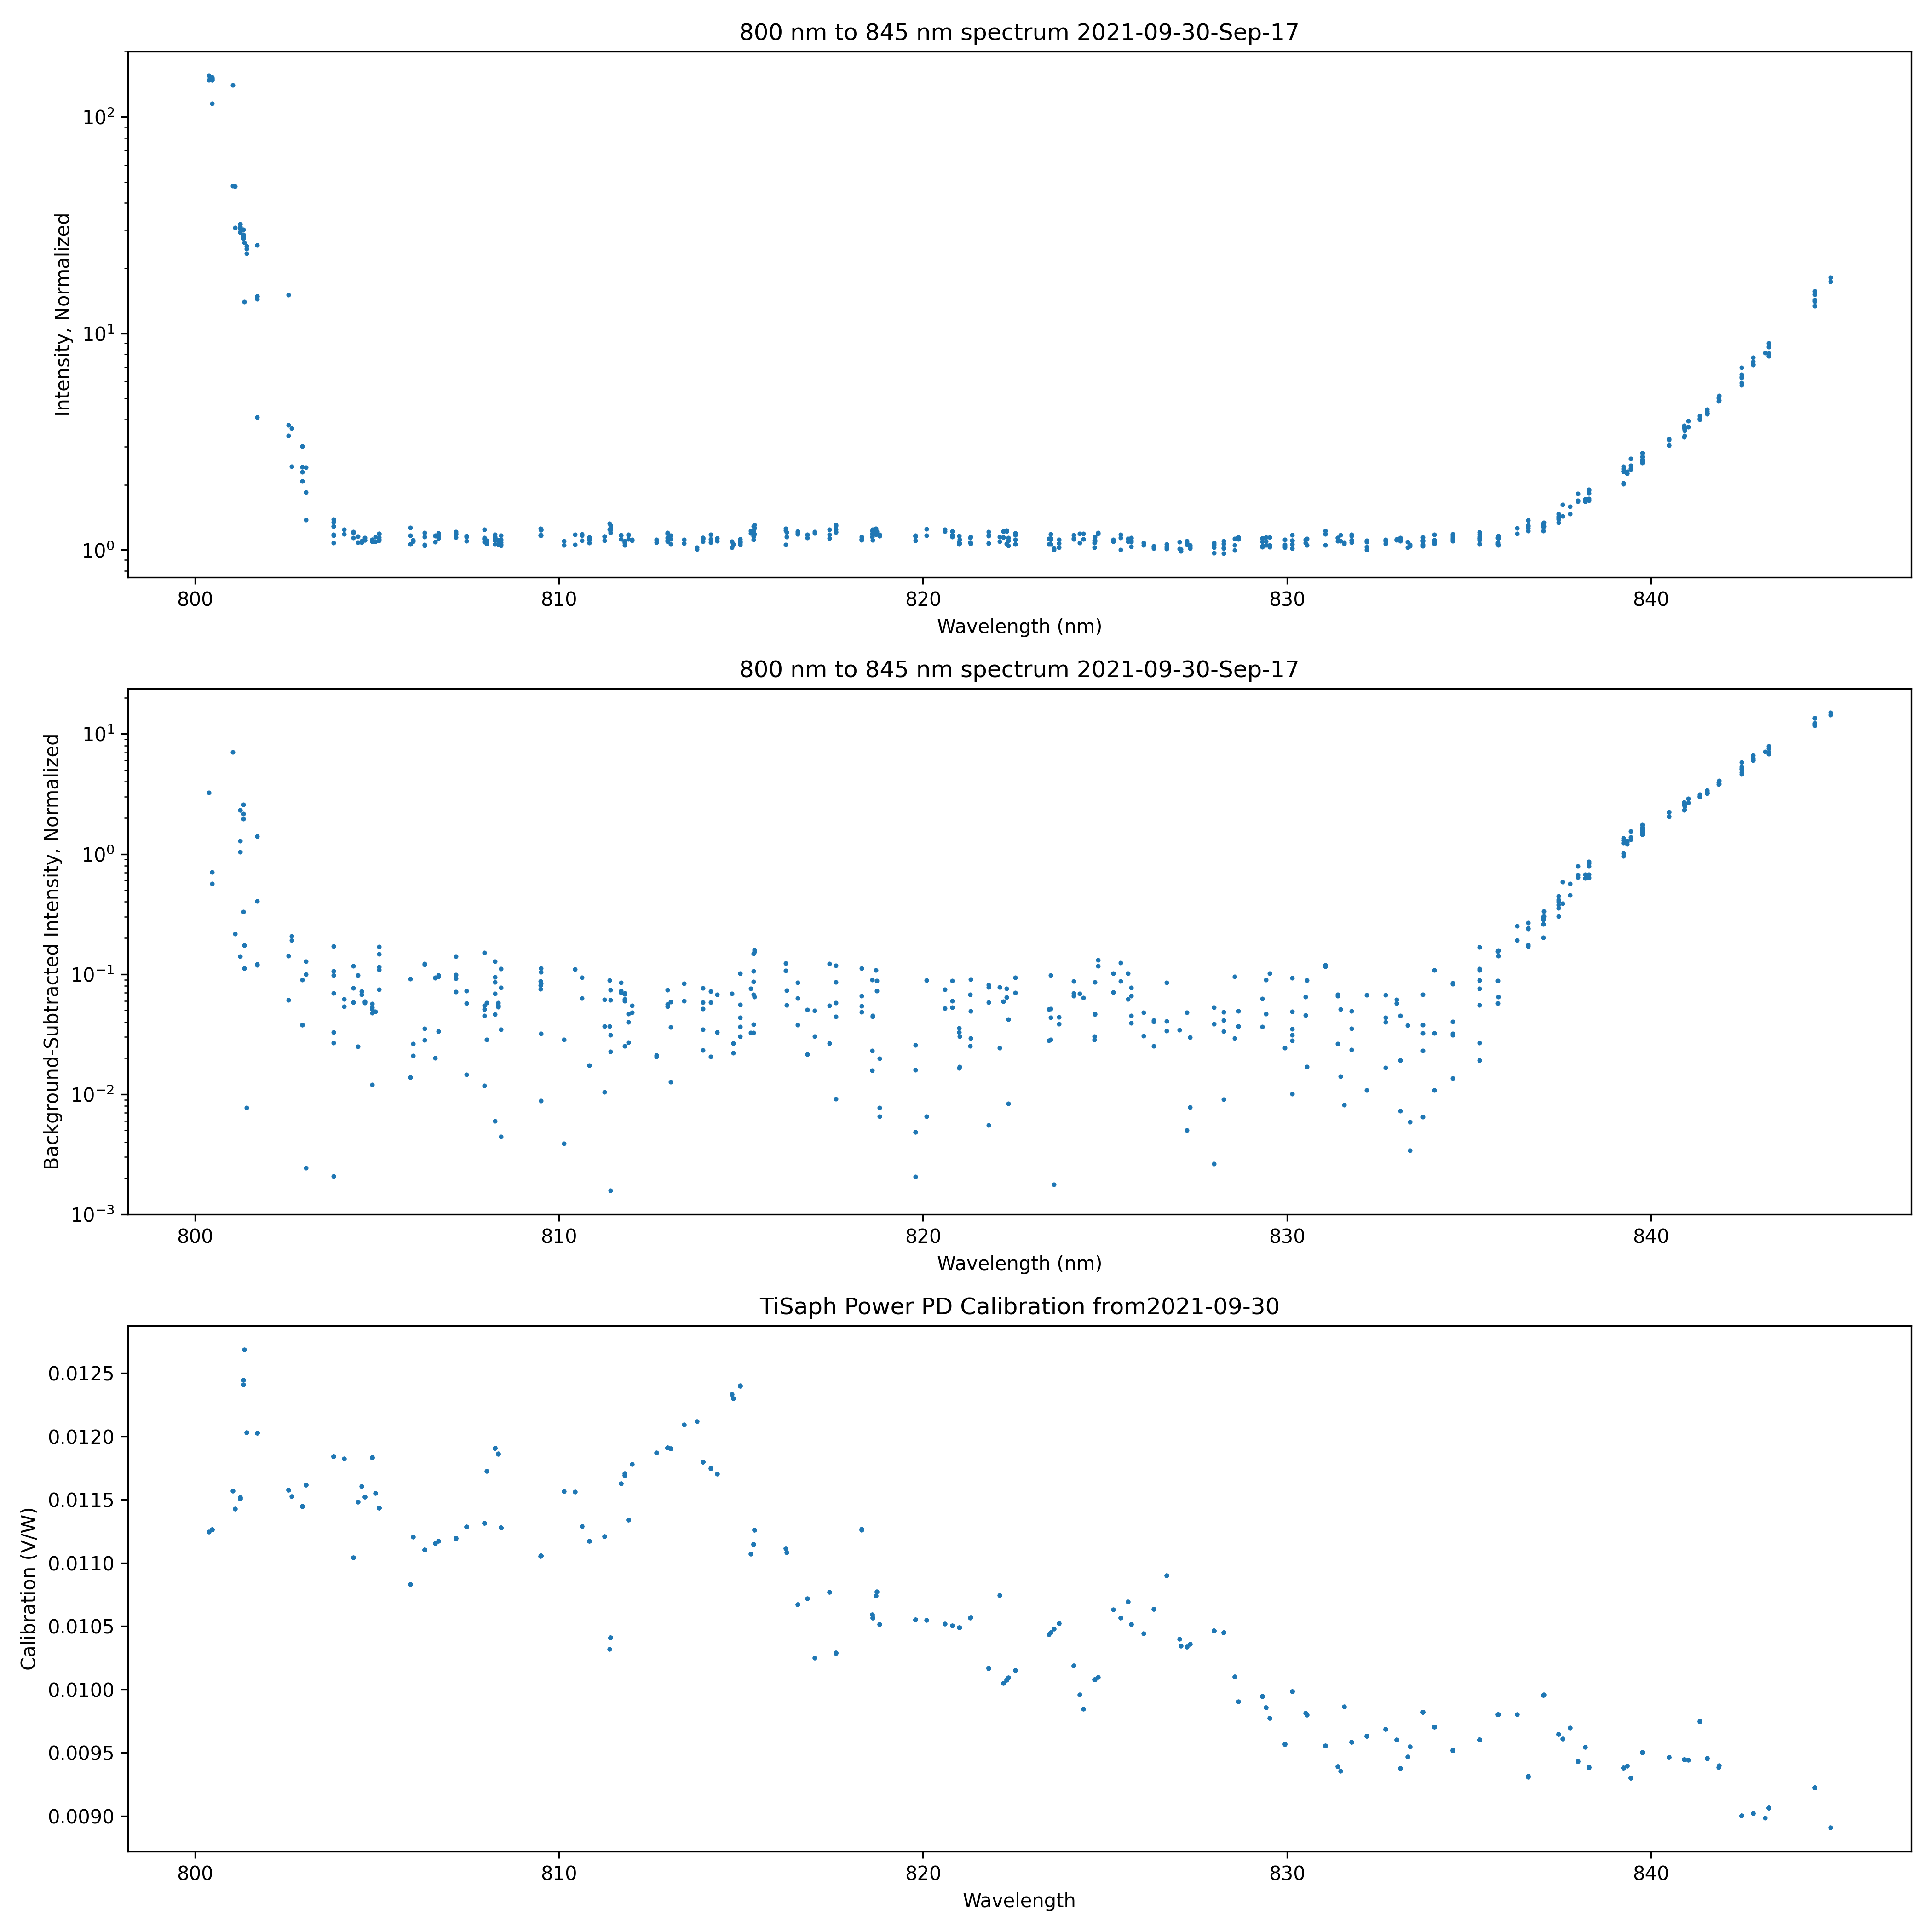 800 nm to 845 nm spectrum 2021-09-30-Sep-17
Intensity, Normalized
10²
10¹
10⁰
800 810 820 830 840
Wavelength (nm)
800 nm to 845 nm spectrum 2021-09-30-Sep-17
Background-Subtracted Intensity, Normalized
10¹
10⁰
10⁻¹
10⁻²
10⁻³
800 810 820 830 840
Wavelength (nm)
TiSaph Power PD Calibration from2021-09-30
Calibration (V/W)
0.0125
0.0120
0.0115
0.0110
0.0105
0.0100
0.0095
0.0090
800 810 820 830 840
Wavelength